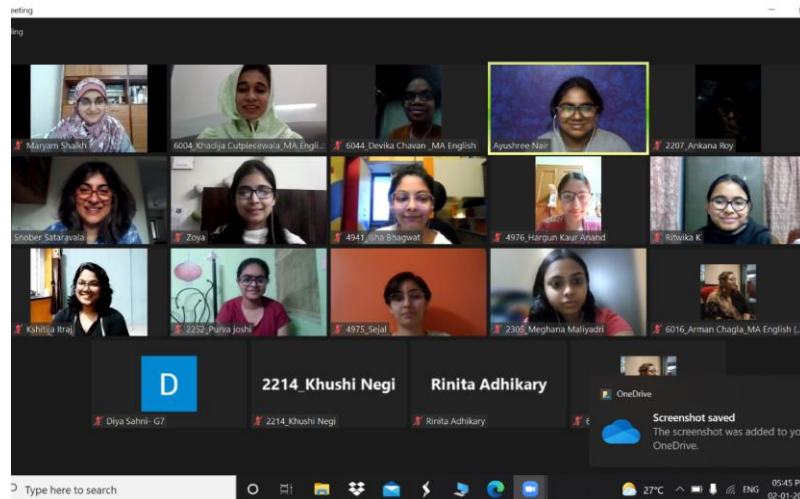 eeting
ing
Maryam Shaikh
6004_Khadija Cutpiecewala_MA Engli...
6044_Devika Chavan _MA English
Ayushree Nair
2207_Ankana Roy
Snober Sataravala
Zoya
4941_Isha Bhagwat
4976_Hargun Kaur Anand
Ritwika K
Kshitija Itraj
2252_Purva joshi
4975_Sejal
2305_Meghana Maliyadri
6016_Arman Chagla_MA English (...
D
2214_Khushi Negi
Rinita Adhikary
Diya Sahni- G7
2214_Khushi Negi
Rinita Adhikary
6
OneDrive
Screenshot saved
The screenshot was added to yo
OneDrive.
Type here to search
27°C
ENG
05:45 P
02-01-20